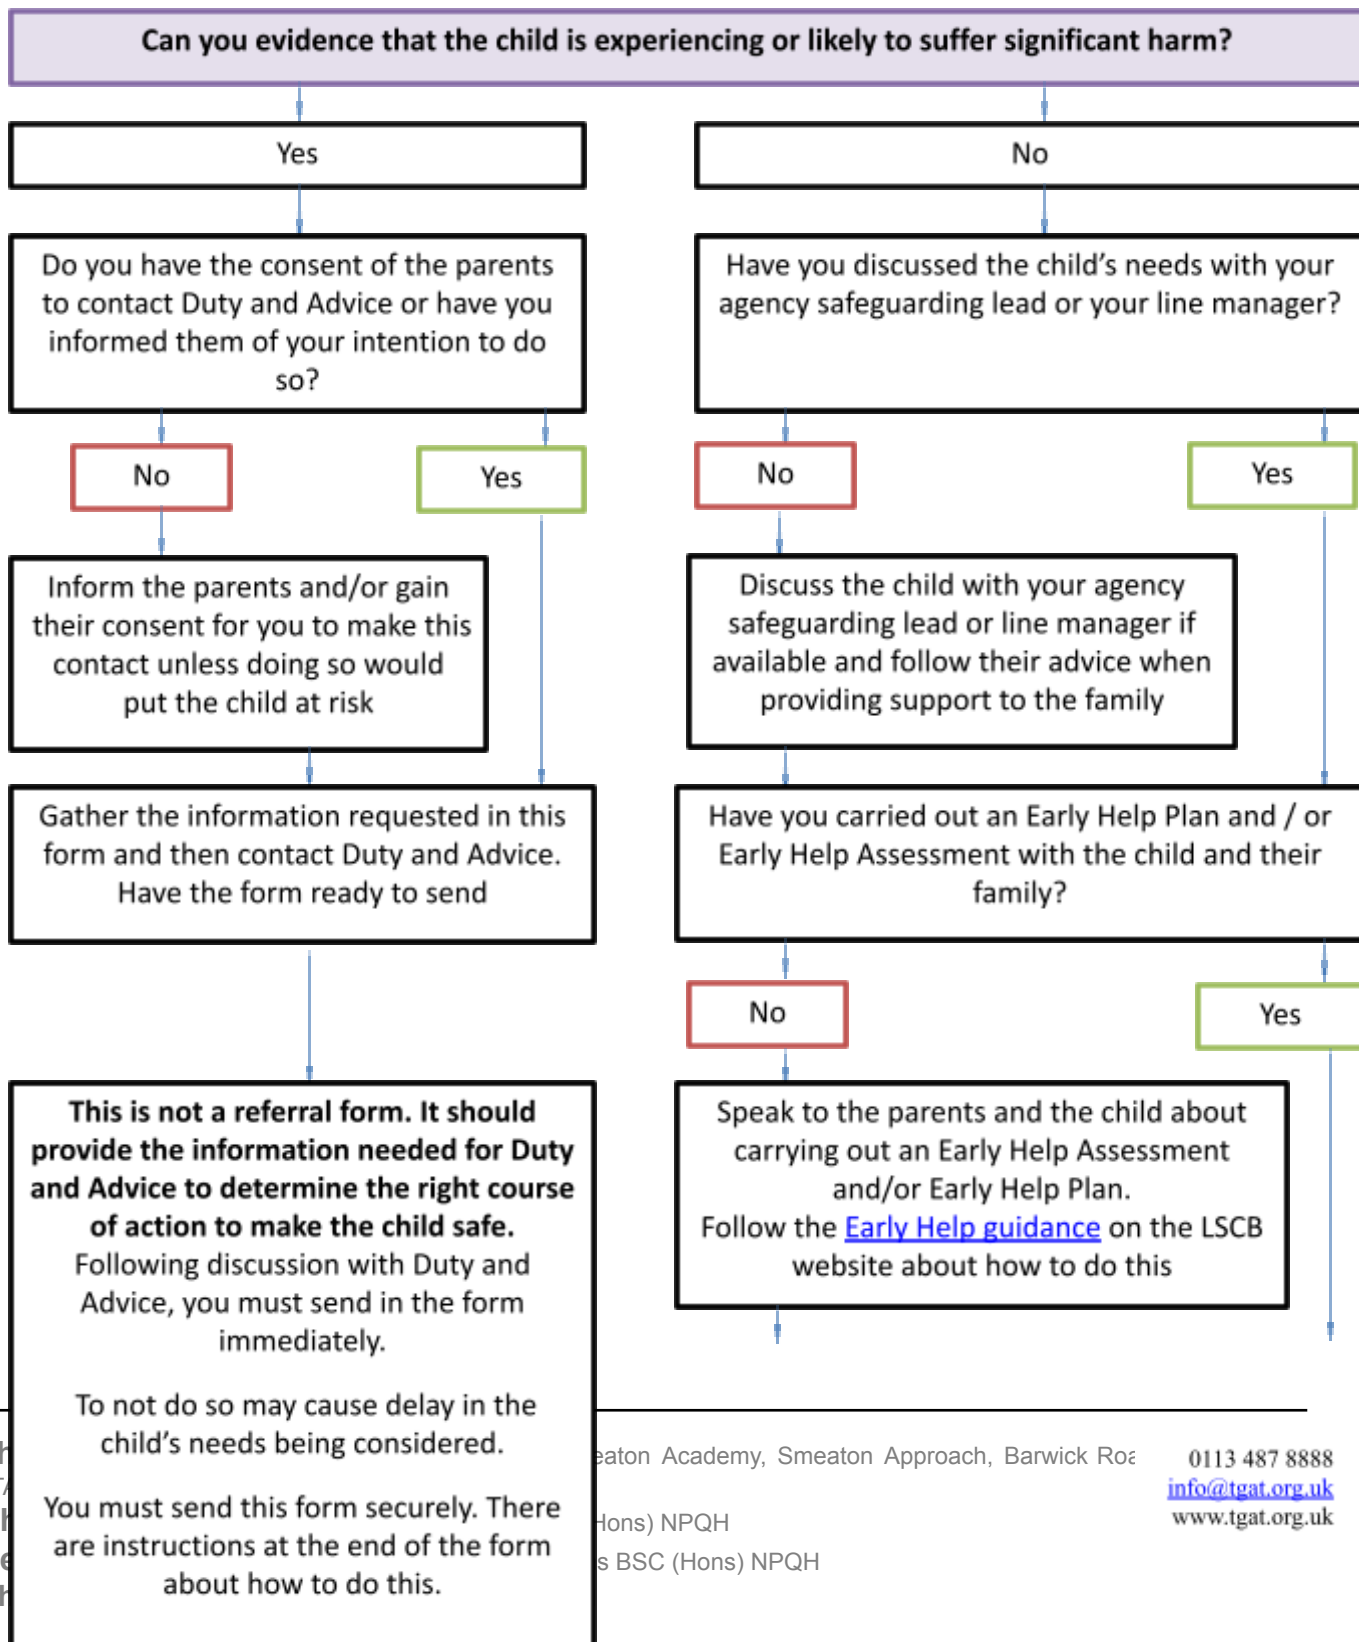 Can you evidence that the child is experiencing or likely to suffer significant harm?
Yes
No
Do you have the consent of the parents
to contact Duty and Advice or have you
informed them of your intention to do
so?
Have you discussed the child's needs with your
agency safeguarding lead or your line manager?
No
Yes
No
Yes
Inform the parents and/or gain
their consent for you to make this
contact unless doing so would
put the child at risk
Discuss the child with your agency
safeguarding lead or line manager if
available and follow their advice when
providing support to the family
Gather the information requested in this
form and then contact Duty and Advice.
Have the form ready to send
Have you carried out an Early Help Plan and / or
Early Help Assessment with the child and their
family?
No
Yes
This is not a referral form. It should
provide the information needed for Duty
and Advice to determine the right course
of action to make the child safe.
Following discussion with Duty and
Advice, you must send in the form
immediately.
To not do so may cause delay in the
child's needs being considered.
You must send this form securely. There
are instructions at the end of the form
about how to do this.
Speak to the parents and the child about
carrying out an Early Help Assessment
and/or Early Help Plan.
Follow the Early Help guidance on the LSCB
website about how to do this
eaton Academy, Smeaton Approach, Barwick Roa
Hons) NPQH
s BSC (Hons) NPQH
0113 487 8888
info@tgat.org.uk
www.tgat.org.uk